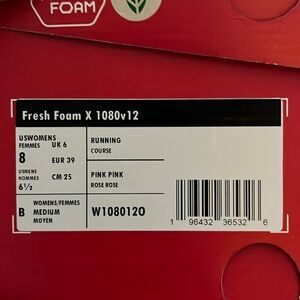 FOAM
Fresh Foam X 1080v12
USWOMENS
FEMMES
8
UK 6
EUR 39
USMENS
HOMMES
6½
CM 25
RUNNING
COURSE
PINK PINK
ROSE ROSE
B
WOMENS/FEMMES
MEDIUM
MOYEN
W108012O
1 96432 36532 6